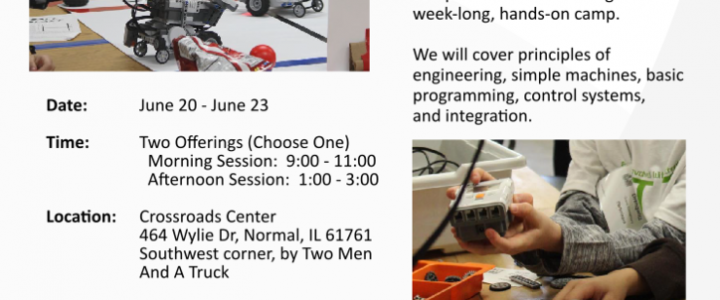 week-long, hands-on camp.
We will cover principles of
engineering, simple machines, basic
programming, control systems,
and integration.
Date: June 20 - June 23
Time: Two Offerings (Choose One)
Morning Session: 9:00 - 11:00
Afternoon Session: 1:00 - 3:00
Location: Crossroads Center
464 Wylie Dr, Normal, IL 61761
Southwest corner, by Two Men
And A Truck